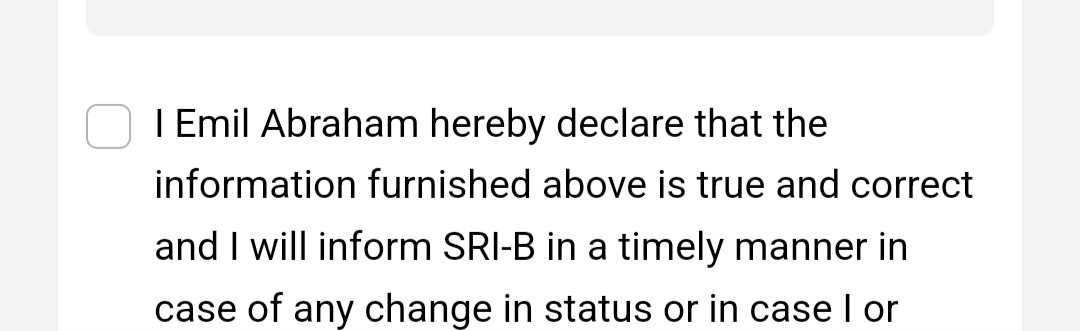 I Emil Abraham hereby declare that the
information furnished above is true and correct
and I will inform SRI-B in a timely manner in
case of any change in status or in case I or